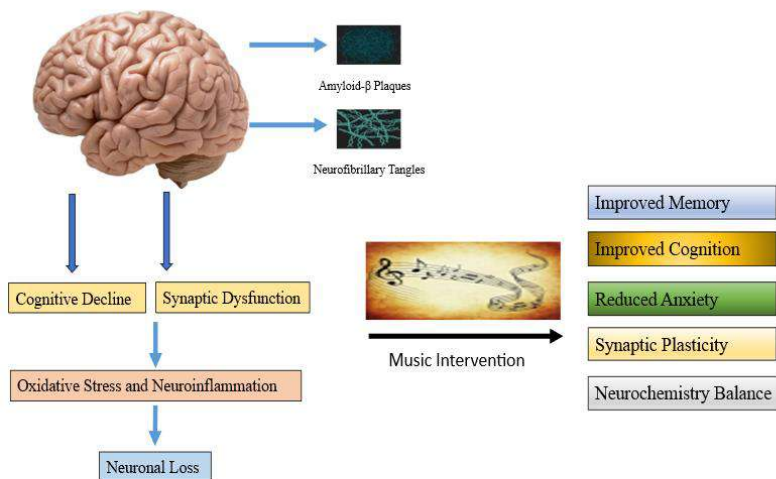 Amyloid-β Plaques
Neurofibrillary Tangles
Cognitive Decline
Synaptic Dysfunction
Oxidative Stress and Neuroinflammation
Neuronal Loss
Music Intervention
Improved Memory
Improved Cognition
Reduced Anxiety
Synaptic Plasticity
Neurochemistry Balance